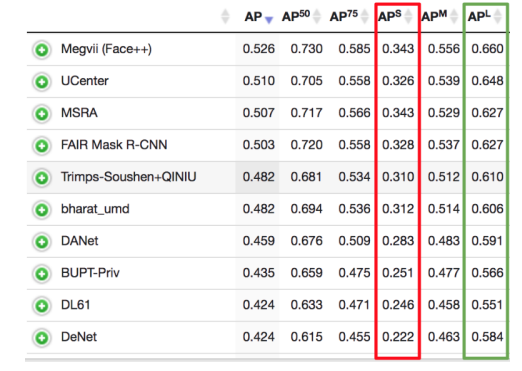 AP AP50 AP75 APS APM APL
Megvii (Face++) 0.526 0.730 0.585 0.343 0.556 0.660
UCenter 0.510 0.705 0.558 0.326 0.539 0.648
MSRA 0.507 0.717 0.566 0.343 0.529 0.627
FAIR Mask R-CNN 0.503 0.720 0.558 0.328 0.537 0.627
Trimps-Soushen+QINIU 0.482 0.681 0.534 0.310 0.512 0.610
bharat_umd 0.482 0.694 0.536 0.312 0.514 0.606
DANet 0.459 0.676 0.509 0.283 0.483 0.591
BUPT-Priv 0.435 0.659 0.475 0.251 0.477 0.566
DL61 0.424 0.633 0.471 0.246 0.458 0.551
DeNet 0.424 0.615 0.455 0.222 0.463 0.584